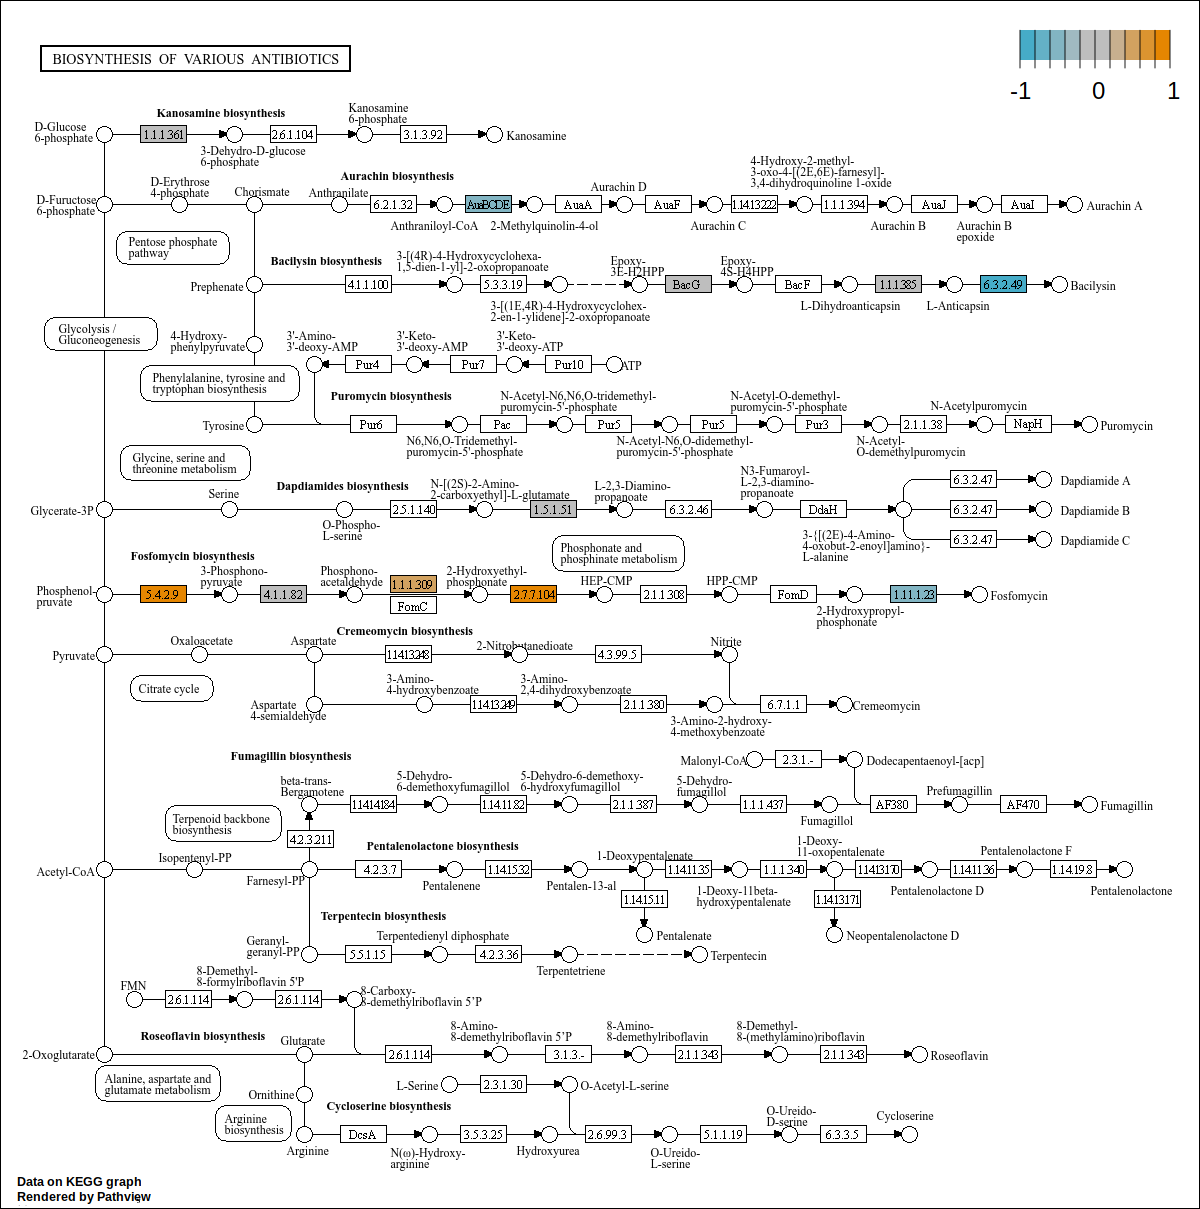 BIOSYNTHESIS OF VARIOUS ANTIBIOTICS
-1 0 1
Kanosamine biosynthesis
Kanosamine
6-phosphate
D-Glucose
6-phosphate
1.1.1.361
2.6.1.104
3.1.3.92
Kanosamine
3-Dehydro-D-glucose
6-phosphate
4-Hydroxy-2-methyl-
3-oxo-4-[(2E,6E)-farnesyl]-
3,4-dihydroquinoline 1-oxide
Aurachin biosynthesis
D-Erythrose
4-phosphate
Chorismate
Anthranilate
Aurachin D
D-Fuructose
6-phosphate
6.2.1.32
AuaBCDE
AuaA
AuaF
1.14.13.222
1.1.1.394
AuaJ
AuaI
Aurachin A
Anthraniloyl-CoA
2-Methylquinolin-4-ol
Aurachin C
Aurachin B
Aurachin B
epoxide
Pentose phosphate
pathway
Bacilysin biosynthesis
3-[(4R)-4-Hydroxycyclohexa-
1,5-dien-1-yl]-2-oxopropanoate
Epoxy-
3E-H2HPP
Epoxy-
4S-H4HPP
Prephenate
4.1.1.100
5.3.3.19
BacG
BacF
1.1.1.385
6.3.2.49
Bacilysin
3-[(1E,4R)-4-Hydroxycyclohex-
2-en-1-ylidene]-2-oxopropanoate
L-Dihydroanticapsin
L-Anticapsin
Glycolysis /
Gluconeogenesis
4-Hydroxy-
phenylpyruvate
3'-Amino-
3'-deoxy-AMP
3'-Keto-
3'-deoxy-AMP
3'-Keto-
3'-deoxy-ATP
Pur4
Pur7
Pur10
ATP
Phenylalanine, tyrosine and
tryptophan biosynthesis
Puromycin biosynthesis
N-Acetyl-N6,N6,O-tridemethyl-
puromycin-5'-phosphate
N-Acetyl-O-demethyl-
puromycin-5'-phosphate
N-Acetylpuromycin
Tyrosine
Pur6
Pac
Pur5
Pur5
Pur3
2.1.1.38
NapH
Puromycin
N6,N6,O-Tridemethyl-
puromycin-5'-phosphate
N-Acetyl-N6,O-didemethyl-
puromycin-5'-phosphate
N-Acetyl-
O-demethylpuromycin
Glycine, serine and
threonine metabolism
Dapdiamides biosynthesis
N-[(2S)-2-Amino-
2-carboxyethyl]-L-glutamate
L-2,3-Diamino-
propanoate
N3-Fumaroyl-
L-2,3-diamino-
propanoate
6.3.2.47
Dapdiamide A
Serine
Glycerate-3P
2.5.1.140
1.5.1.51
6.3.2.46
DdaH
6.3.2.47
Dapdiamide B
O-Phospho-
L-serine
3-{[(2E)-4-Amino-
4-oxobut-2-enoyl]amino}-
L-alanine
6.3.2.47
Dapdiamide C
Fosfomycin biosynthesis
Phosphonate and
phosphinate metabolism
3-Phosphono-
pyruvate
Phosphono-
acetaldehyde
2-Hydroxyethyl-
phosphonate
HEP-CMP
HPP-CMP
Phosphenol-
pruvate
5.4.2.9
4.1.1.82
1.1.1.309
FomC
2.7.7.104
2.1.1.308
FomD
1.11.1.23
Fosfomycin
2-Hydroxypropyl-
phosphonate
Cremeomycin biosynthesis
Oxaloacetate
Aspartate
2-Nitrobutanedioate
Nitrite
Pyruvate
1.14.13.248
4.3.99.5
Citrate cycle
3-Amino-
4-hydroxybenzoate
3-Amino-
2,4-dihydroxybenzoate
Aspartate
4-semialdehyde
1.14.13.249
2.1.1.380
6.7.1.1
Cremeomycin
3-Amino-2-hydroxy-
4-methoxybenzoate
Fumagillin biosynthesis
Malonyl-CoA
2.3.1.-
Dodecapentaenoyl-[acp]
beta-trans-
Bergamotene
5-Dehydro-
6-demethoxyfumagillol
5-Dehydro-6-demethoxy-
6-hydroxyfumagillol
5-Dehydro-
fumagillol
Prefumagillin
1.14.14.184
1.14.11.82
2.1.1.387
1.1.1.437
AF380
AF470
Fumagillin
Fumagillol
Terpenoid backbone
biosynthesis
4.2.3.211
Pentalenolactone biosynthesis
Isopentenyl-PP
1-Deoxypentalenate
1-Deoxy-
11-oxopentalenate
Pentalenolactone F
Acetyl-CoA
Farnesyl-PP
4.2.3.7
1.14.15.32
1.14.11.35
1.1.1.340
1.14.13.170
1.14.11.36
1.14.19.8
Pentalenene
Pentalen-13-al
1-Deoxy-11beta-
hydroxypentalenate
Pentalenolactone D
Pentalenolactone
1.14.15.11
1.14.13.171
Pentalenate
Neopentalenolactone D
Terpentecin biosynthesis
Geranyl-
geranyl-PP
Terpentedienyl diphosphate
5.5.1.15
4.2.3.36
Terpentecin
Terpentetriene
FMN
8-Demethyl-
8-formylriboflavin 5'P
2.6.1.114
2.6.1.114
8-Carboxy-
8-demethylriboflavin 5'P
Roseoflavin biosynthesis
Glutarate
8-Amino-
8-demethylriboflavin 5'P
8-Amino-
8-demethylriboflavin
8-Demethyl-
8-(methylamino)riboflavin
2-Oxoglutarate
2.6.1.114
3.1.3.-
2.1.1.343
2.1.1.343
Roseoflavin
Alanine, aspartate and
glutamate metabolism
L-Serine
2.3.1.30
O-Acetyl-L-serine
Ornithine
Cycloserine biosynthesis
Arginine
biosynthesis
O-Ureido-
D-serine
Cycloserine
DcsA
3.5.3.25
2.6.99.3
5.1.1.19
6.3.3.5
Arginine
N(ω)-Hydroxy-
arginine
Hydroxyurea
O-Ureido-
L-serine
Data on KEGG graph
Rendered by Pathview